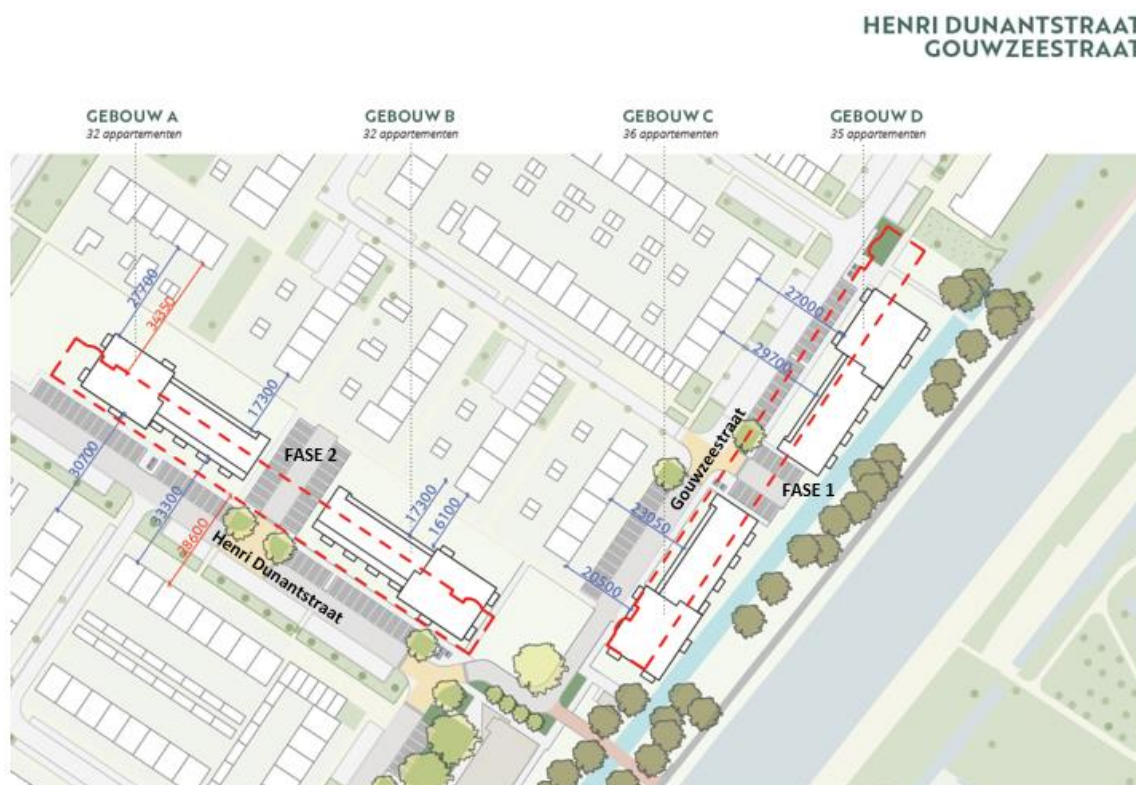 HENRI DUNANTSTRAAT
GOUWZEESTRAAT
GEBOUW A
32 appartementen
GEBOUW B
32 appartementen
GEBOUW C
36 appartementen
GEBOUW D
35 appartementen
27700
34350
17300
30700
33300
38600
FASE 2
Henri Dunantstraat
17300
16100
27000
29700
Gouwzeestraat
FASE 1
23050
20500